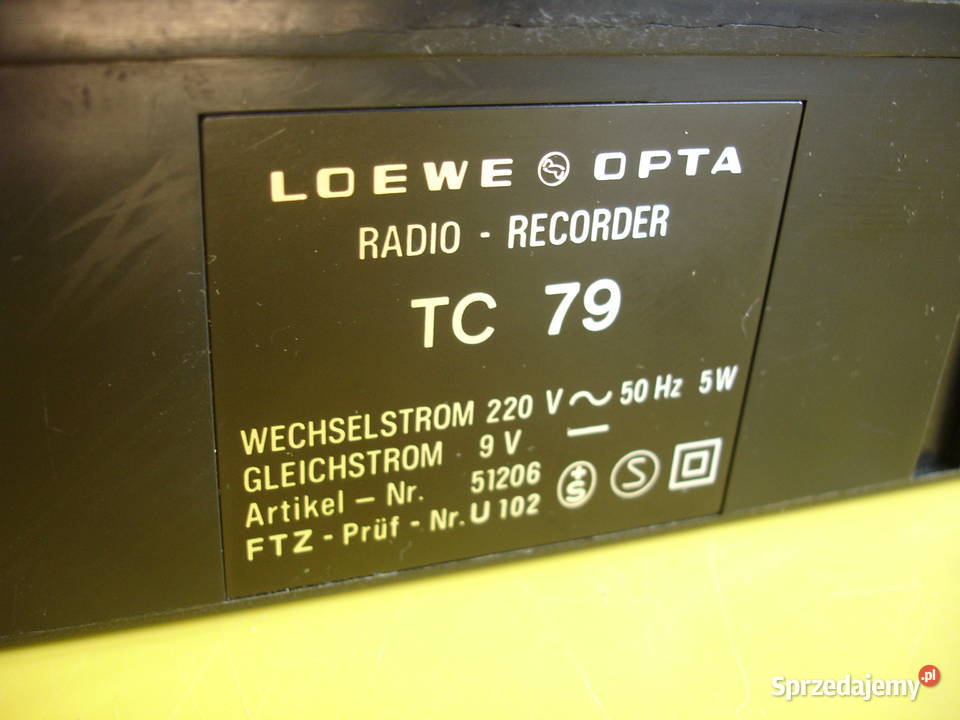 LOEWE OPTA
RADIO - RECORDER
TC 79
WECHSELSTROM 220 V ~ 50 Hz 5W
GLEICHSTROM 9 V ⎓
Artikel – Nr. 51206
FTZ - Prüf - Nr. U 102
+S S
Sprzedajemy.pl